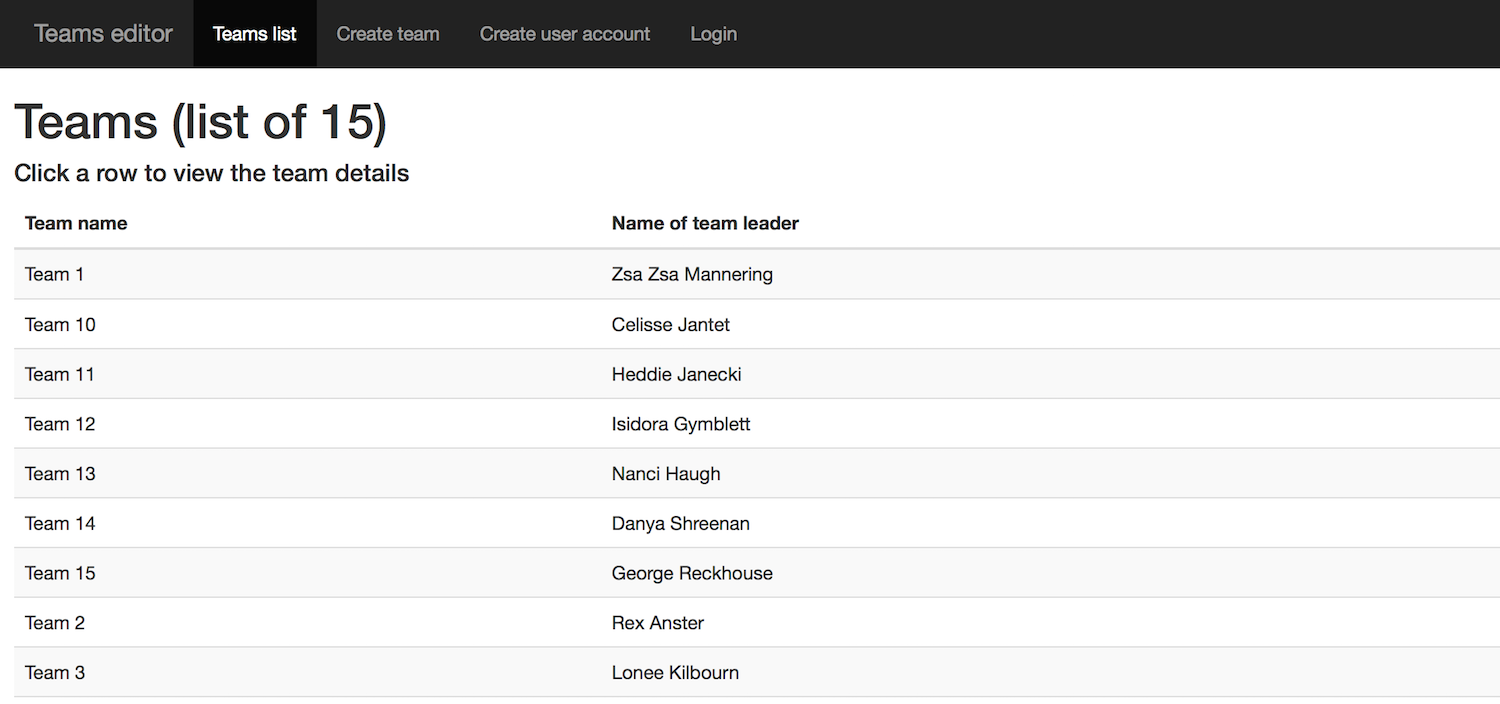 Teams editor Teams list Create team Create user account Login
Teams (list of 15)
Click a row to view the team details
Team name Name of team leader
Team 1 Zsa Zsa Mannering
Team 10 Celisse Jantet
Team 11 Heddie Janecki
Team 12 Isidora Gymblett
Team 13 Nanci Haugh
Team 14 Danya Shreenan
Team 15 George Reckhouse
Team 2 Rex Anster
Team 3 Lonee Kilbourn